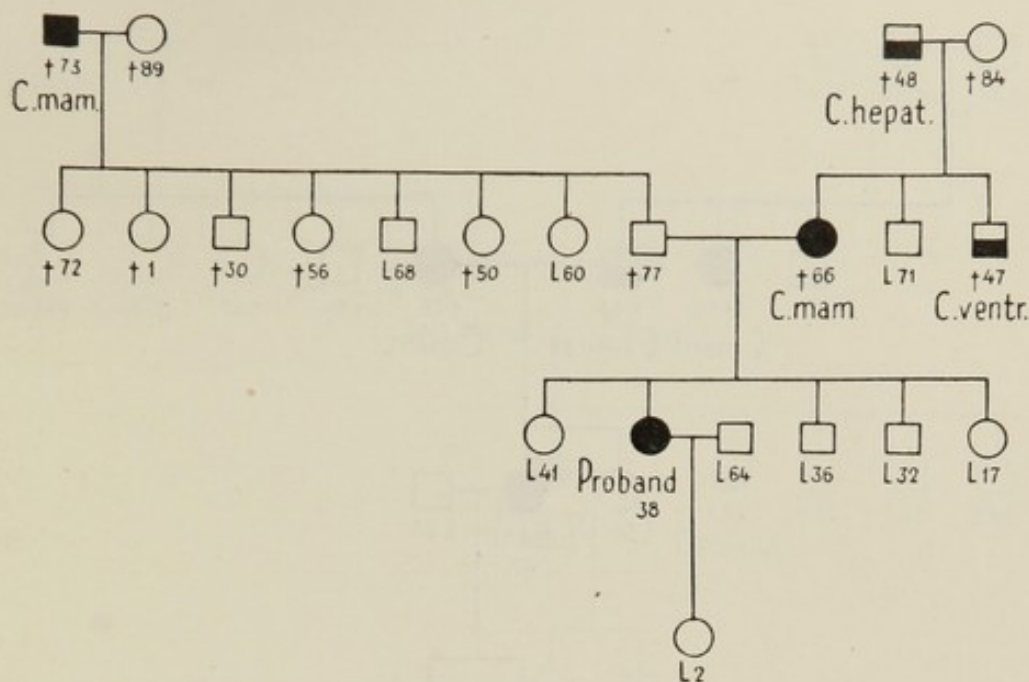 †73 †89 †48 †84
C.mam. C.hepat.
†72 †1 †30 †56 L68 †50 L60 †77 †66 L71 †47
C.mam C.ventr.
L41 Proband L64 L36 L32 L17
38
L2